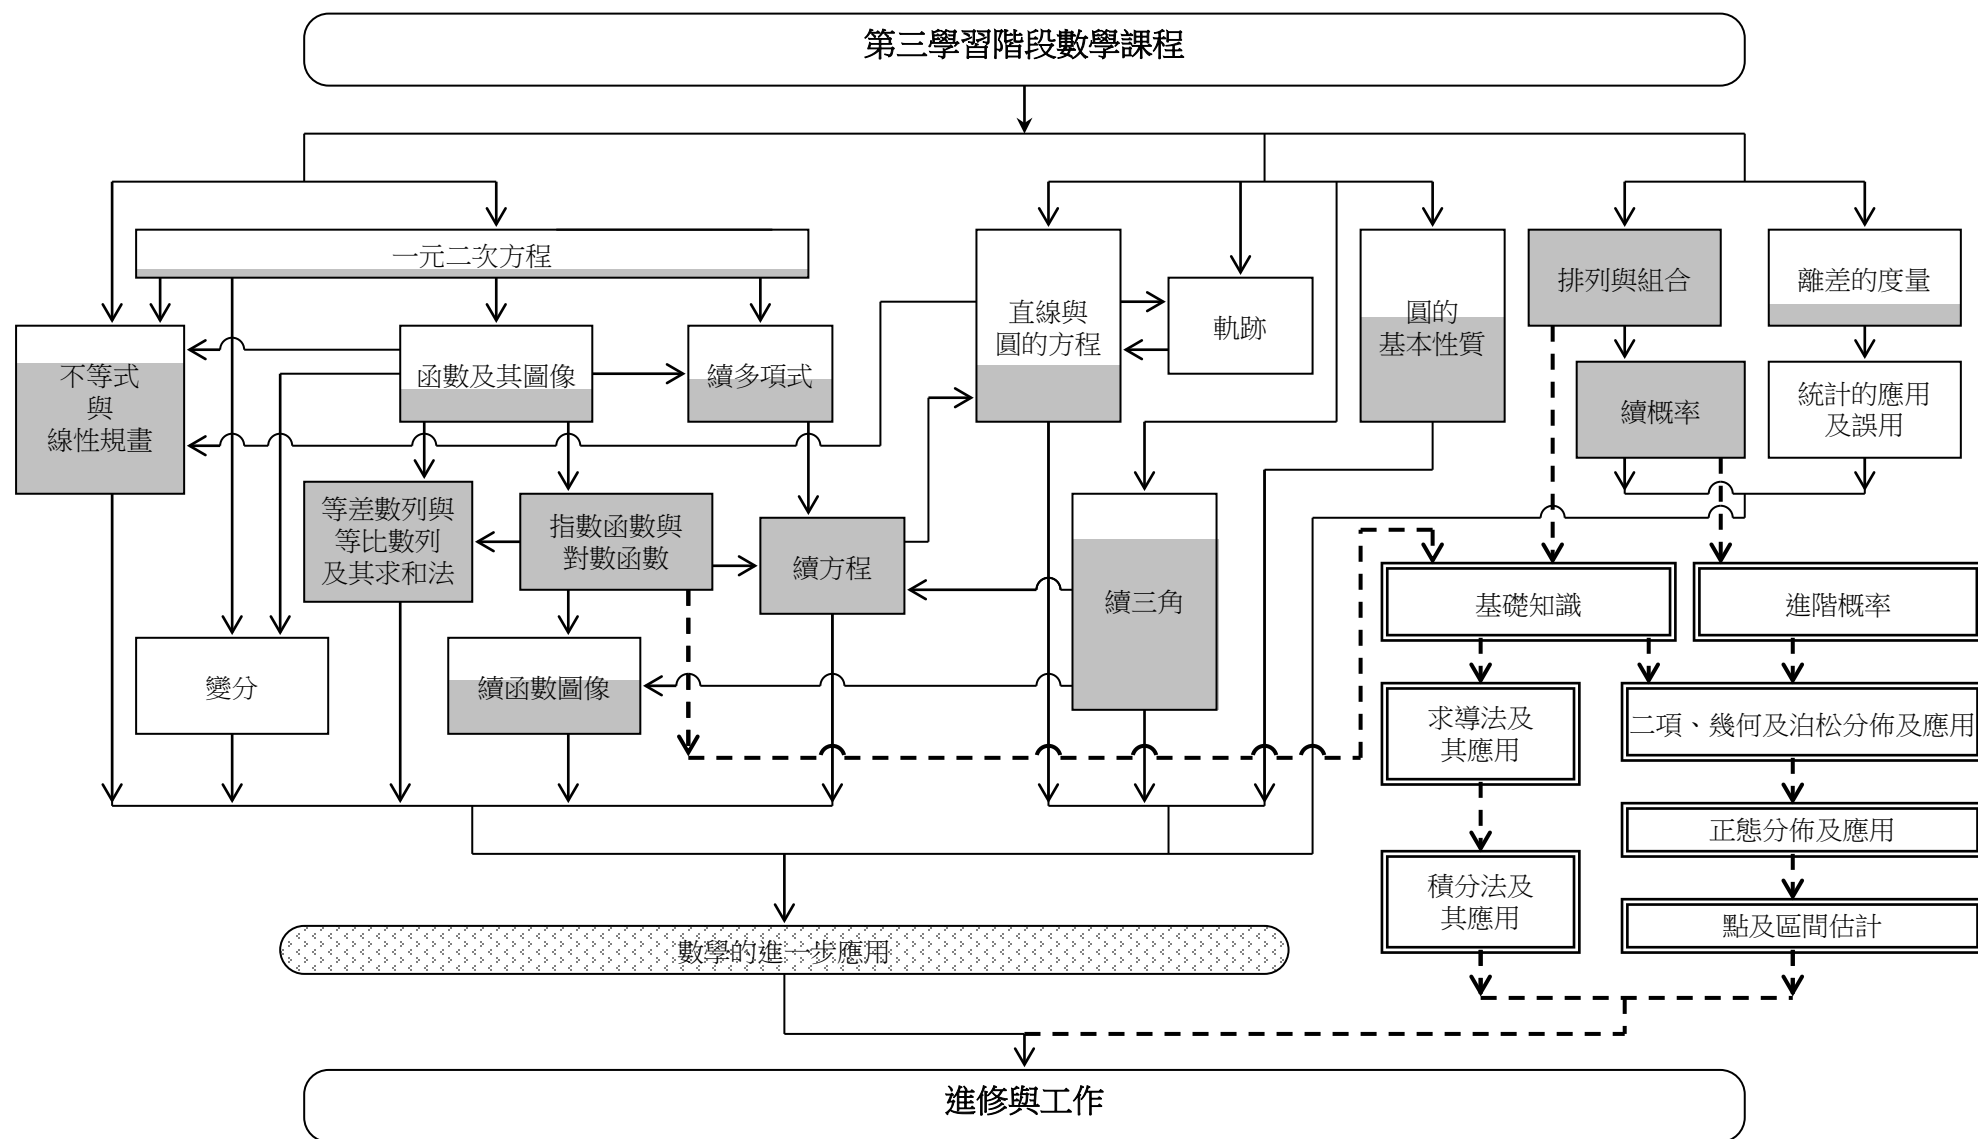 第三學習階段數學課程
一元二次方程
排列與組合
離差的度量
直線與
圓的方程
軌跡
圓的
基本性質
不等式
與
線性規畫
函數及其圖像
續多項式
續概率
統計的應用
及誤用
等差數列與
等比數列
及其求和法
指數函數與
對數函數
續方程
續三角
基礎知識
進階概率
變分
續函數圖像
求導法及
其應用
二項、幾何及泊松分佈及應用
正態分佈及應用
積分法及
其應用
點及區間估計
數學的進一步應用
進修與工作